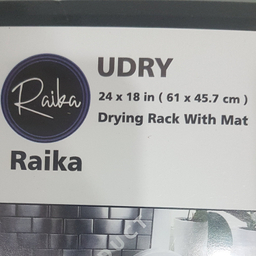 UDRY
Raika
24 x 18 in ( 61 x 45.7 cm )
Drying Rack With Mat
Raika